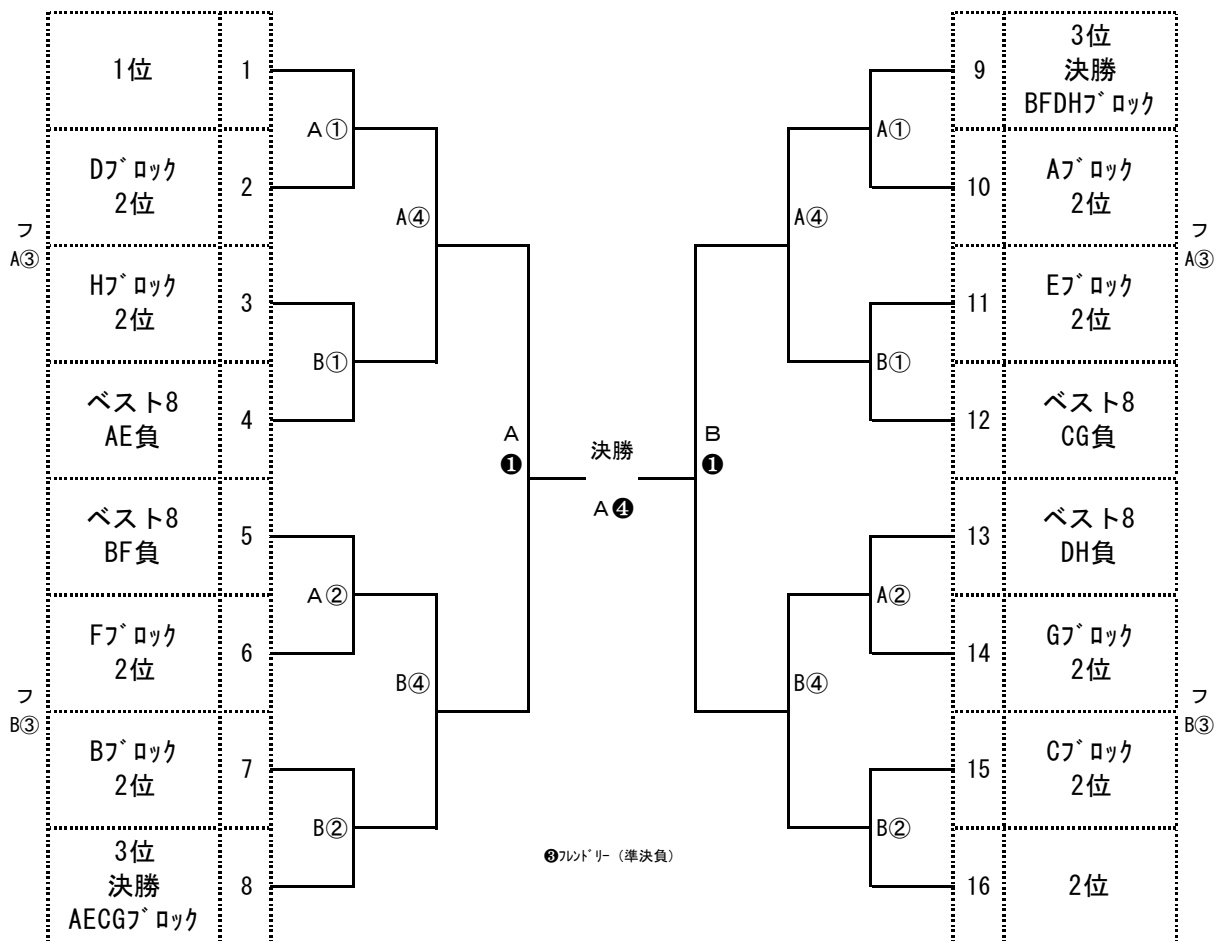 1位
1
Dブロック
2位
2
Hブロック
2位
3
ベスト8
AE負
4
ベスト8
BF負
5
Fブロック
2位
6
Bブロック
2位
7
3位
決勝
AECGブロック
8
フ
A③
フ
B③
A①
B①
A②
B②
A④
B④
A
❶
決勝
A❹
B
❶
❸フレンドリー（準決負）
A④
B④
A①
B①
A②
B②
9
3位
決勝
BFDHブロック
10
Aブロック
2位
11
Eブロック
2位
12
ベスト8
CG負
13
ベスト8
DH負
14
Gブロック
2位
15
Cブロック
2位
16
2位
フ
A③
フ
B③